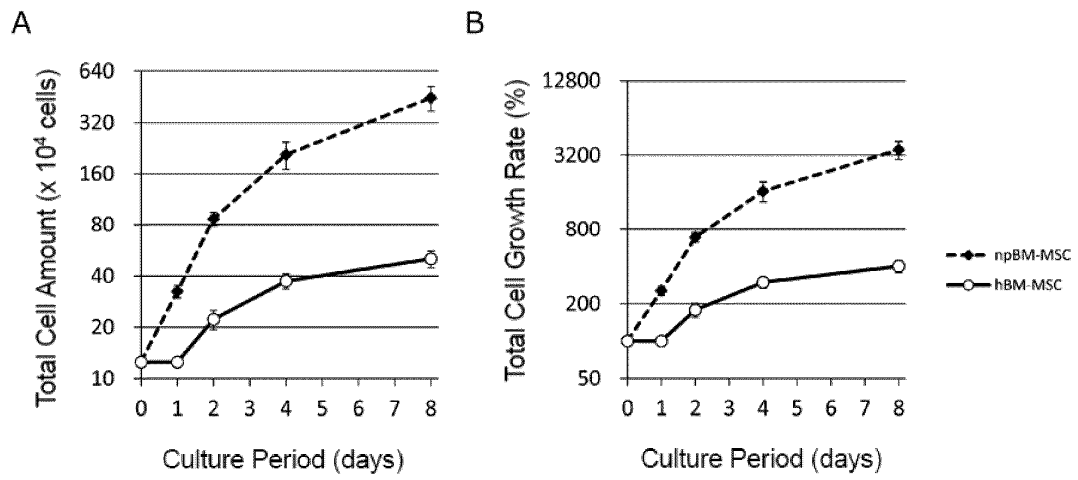 A
Total Cell Amount (x 10⁴ cells)
640
320
160
80
40
20
10
0 1 2 3 4 5 6 7 8
Culture Period (days)
B
Total Cell Growth Rate (%)
12800
3200
800
200
50
0 1 2 3 4 5 6 7 8
Culture Period (days)
npBM-MSC
hBM-MSC